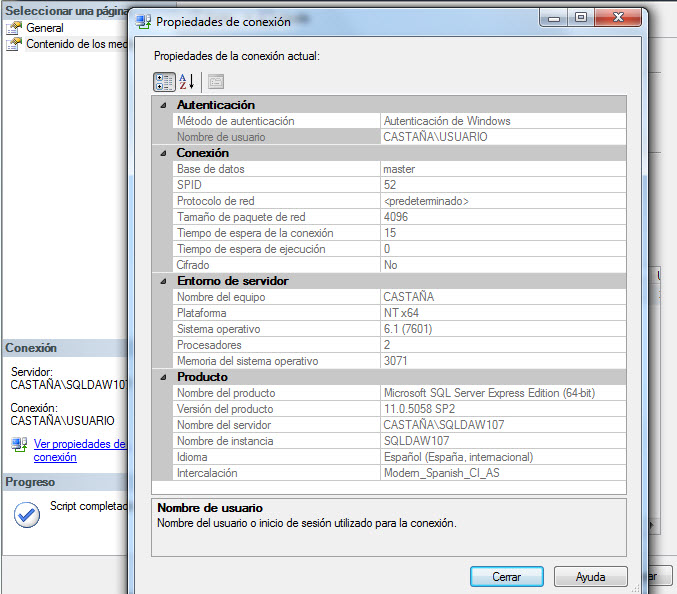 Seleccionar una página
General
Contenido de los med
Conexión
Servidor:
CASTAÑA\SQLDAW107
Conexión:
CASTAÑA\USUARIO
Ver propiedades de
conexión
Progreso
Script completad
Propiedades de conexión
Propiedades de la conexión actual:
Autenticación
Método de autenticación Autenticación de Windows
Nombre de usuario CASTAÑA\USUARIO
Conexión
Base de datos master
SPID 52
Protocolo de red <predeterminado>
Tamaño de paquete de red 4096
Tiempo de espera de la conexión 15
Tiempo de espera de ejecución 0
Cifrado No
Entorno de servidor
Nombre del equipo CASTAÑA
Plataforma NT x64
Sistema operativo 6.1 (7601)
Procesadores 2
Memoria del sistema operativo 3071
Producto
Nombre del producto Microsoft SQL Server Express Edition (64-bit)
Versión del producto 11.0.5058 SP2
Nombre del servidor CASTAÑA\SQLDAW107
Nombre de instancia SQLDAW107
Idioma Español (España, internacional)
Intercalación Modern_Spanish_CI_AS
Nombre de usuario
Nombre del usuario o inicio de sesión utilizado para la conexión.
Cerrar
Ayuda
ar